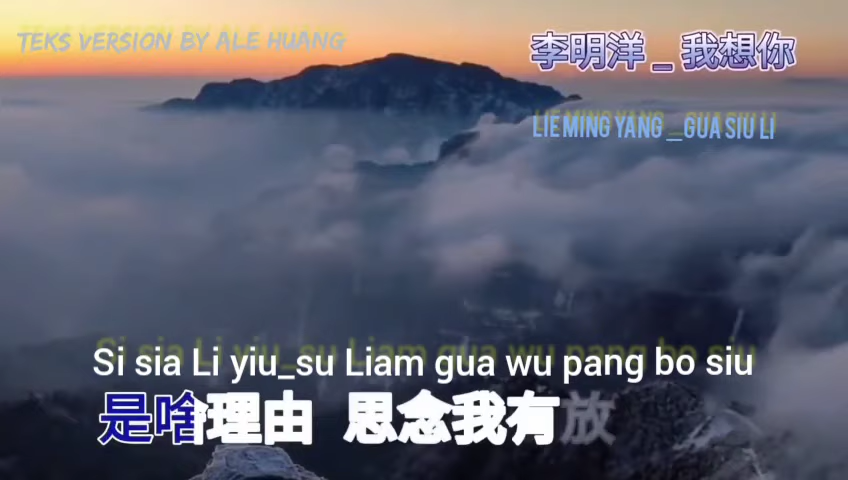 TEKS VERSION BY ALE HUANG
李明洋 _ 我想你
LIE MING YANG _ GUA SIU LI
Si sia Li yiu_su Liam gua wu pang bo siu
是啥理由 思念我有放